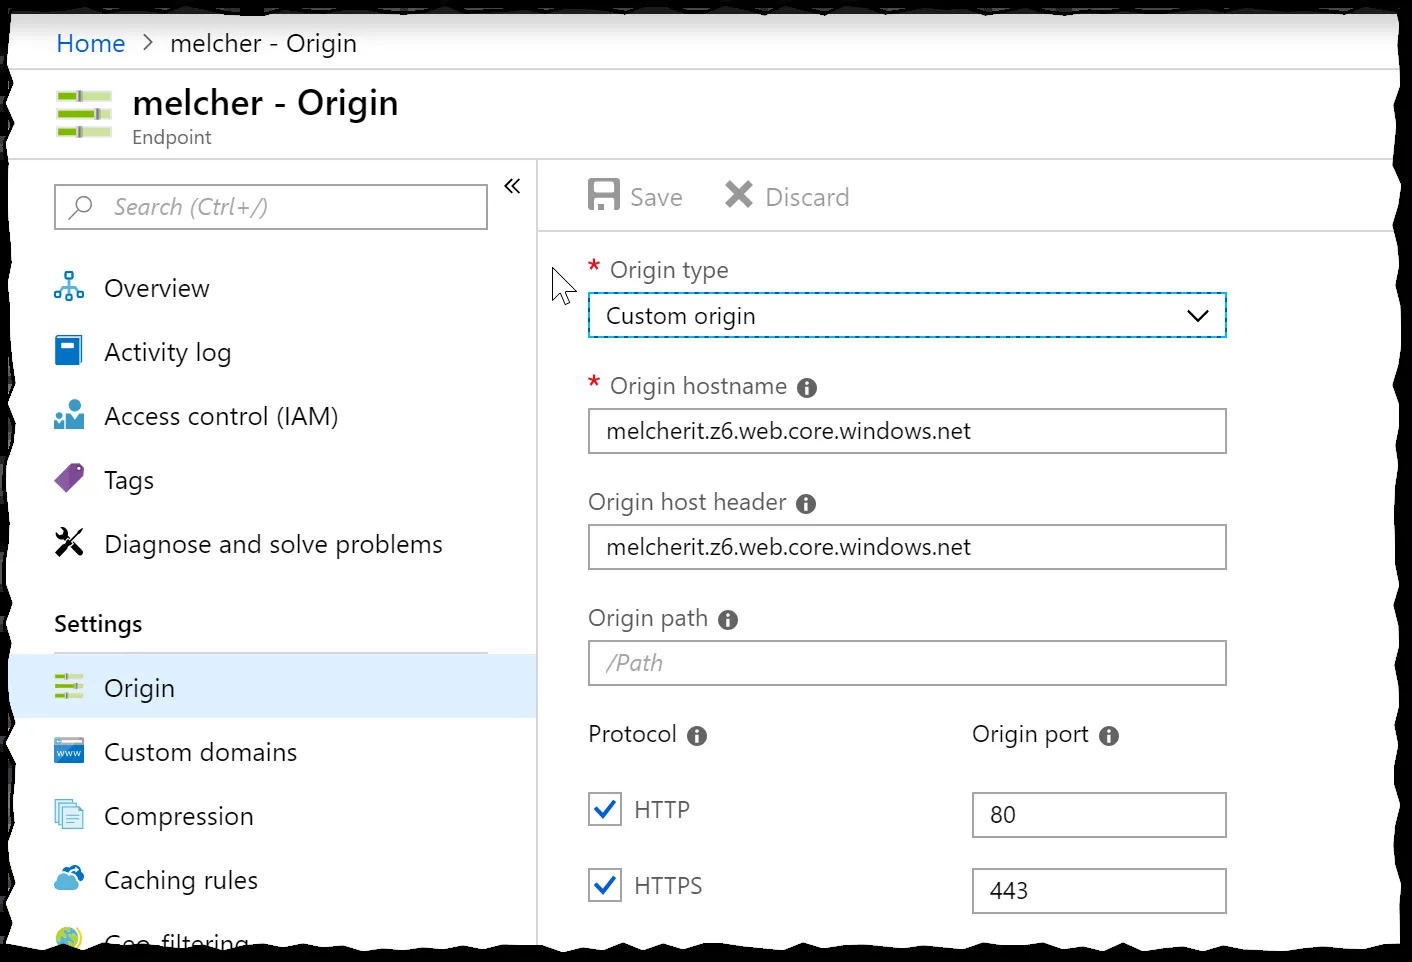 Home > melcher - Origin
melcher - Origin
Endpoint
Search (Ctrl+/)
«
Overview
Activity log
Access control (IAM)
Tags
Diagnose and solve problems
Settings
Origin
www
Custom domains
Compression
Caching rules
Geo-filtering
Save
Discard
* Origin type
Custom origin
* Origin hostname
melcherit.z6.web.core.windows.net
Origin host header
melcherit.z6.web.core.windows.net
Origin path
/Path
Protocol
Origin port
HTTP
80
HTTPS
443